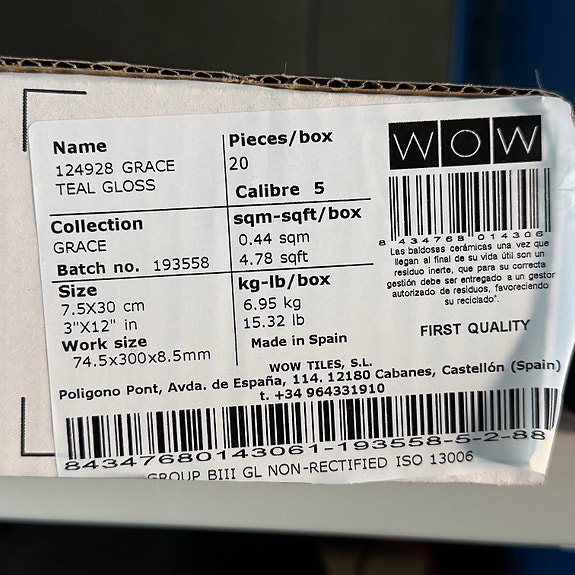 Name
124928 GRACE
TEAL GLOSS
Pieces/box
20
Calibre 5
WOW
8 434768 014306
Las baldosas cerámicas una vez que
llegan al final de su vida útil son un
residuo inerte, que para su correcta
gestión debe ser entregado a un gestor
autorizado de residuos, favoreciendo
su reciclado".
FIRST QUALITY
Collection
GRACE
Batch no. 193558
sqm-sqft/box
0.44 sqm
4.78 sqft
Size
7.5X30 cm
3"X12" in
Work size
74.5x300x8.5mm
kg-lb/box
6.95 kg
15.32 lb
Made in Spain
WOW TILES, S.L.
Poligono Pont, Avda. de España, 114. 12180 Cabanes, Castellón (Spain)
t. +34 964331910
84347680143061-193558-5-2-88
GROUP BIII GL NON-RECTIFIED ISO 13006